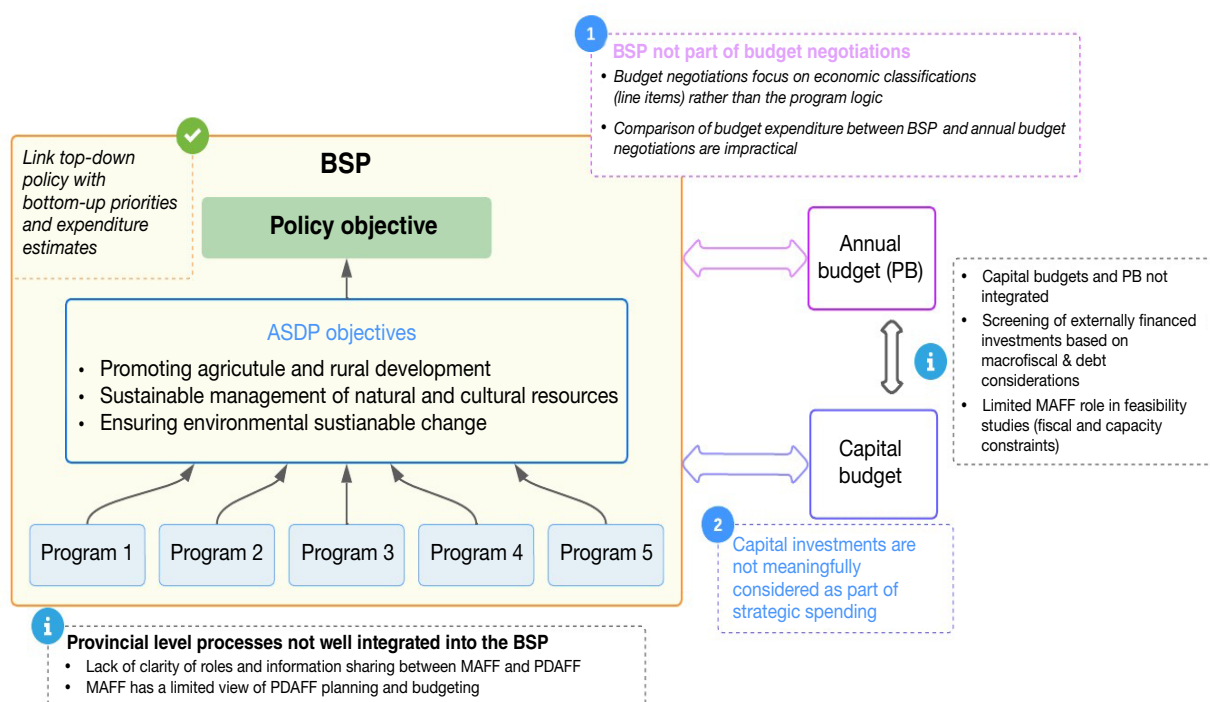 1
BSP not part of budget negotiations
• Budget negotiations focus on economic classifications
(line items) rather than the program logic
• Comparison of budget expenditure between BSP and annual budget
negotiations are impractical
Link top-down
policy with
bottom-up priorities
and expenditure
estimates
BSP
Policy objective
ASDP objectives
• Promoting agricutule and rural development
• Sustainable management of natural and cultural resources
• Ensuring environmental sustianable change
Program 1
Program 2
Program 3
Program 4
Program 5
Annual
budget (PB)
• Capital budgets and PB not
integrated
• Screening of externally financed
investments based on
macrofiscal & debt
considerations
• Limited MAFF role in feasibility
studies (fiscal and capacity
constraints)
i
Capital
budget
2
Capital investments are
not meaningfully
considered as part of
strategic spending
i
Provincial level processes not well integrated into the BSP
• Lack of clarity of roles and information sharing between MAFF and PDAFF
• MAFF has a limited view of PDAFF planning and budgeting